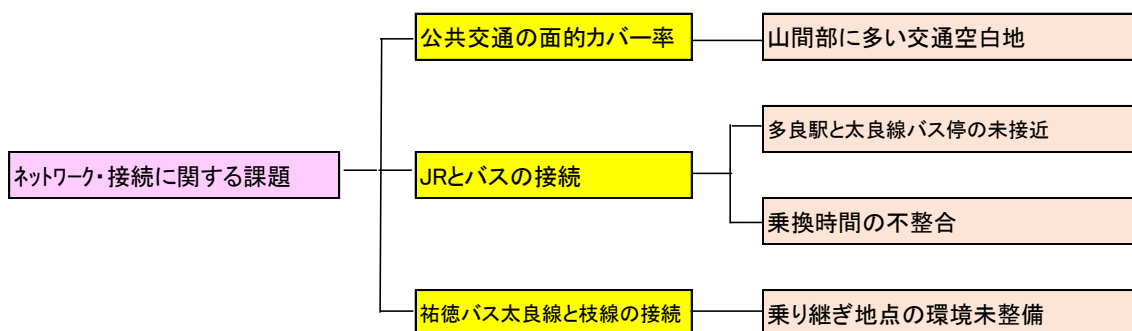 公共交通の面的カバー率
山間部に多い交通空白地
多良駅と太良線バス停の未接近
ネットワーク・接続に関する課題
JRとバスの接続
乗換時間の不整合
祐徳バス太良線と枝線の接続
乗り継ぎ地点の環境未整備